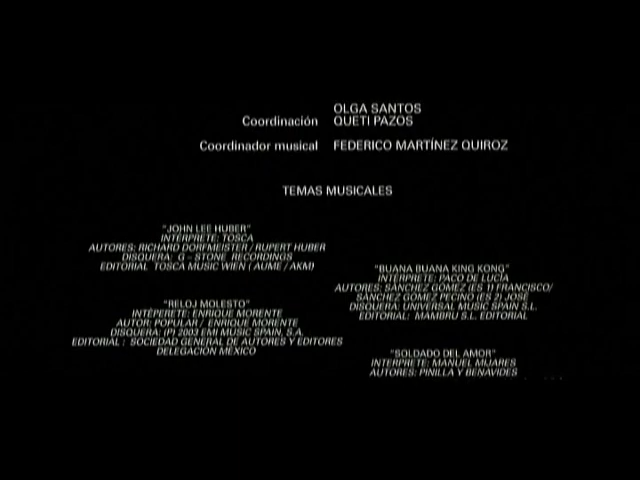 OLGA SANTOS
Coordinación QUETI PAZOS
Coordinador musical FEDERICO MARTÍNEZ QUIROZ
TEMAS MUSICALES
"JOHN LEE HUBER"
INTÉRPRETE: TOSCA
AUTORES: RICHARD DORFMEISTER / RUPERT HUBER
DISQUERA: G - STONE RECORDINGS
EDITORIAL TOSCA MUSIC WIEN ( AUME / AKM)
"RELOJ MOLESTO"
INTÉPERETE: ENRIQUE MORENTE
AUTOR: POPULAR / ENRIQUE MORENTE
DISQUERA: (P) 2003 EMI MUSIC SPAIN, S.A.
EDITORIAL : SOCIEDAD GENERAL DE AUTORES Y EDITORES
DELEGACIÓN MÉXICO
"BUANA BUANA KING KONG"
INTÉRPRETE: PACO DE LUCÍA
AUTORES: SÁNCHEZ GÓMEZ (ES 1) FRANCISCO/
SÁNCHEZ GÓMEZ PECINO (ES 2) JOSÉ
DISQUERA: UNIVERSAL MUSIC SPAIN S.L.
EDITORIAL: MAMBRU S.L. EDITORIAL
"SOLDADO DEL AMOR"
INTERPRETE: MANUEL MIJARES
AUTORES: PINILLA Y BENAVIDES